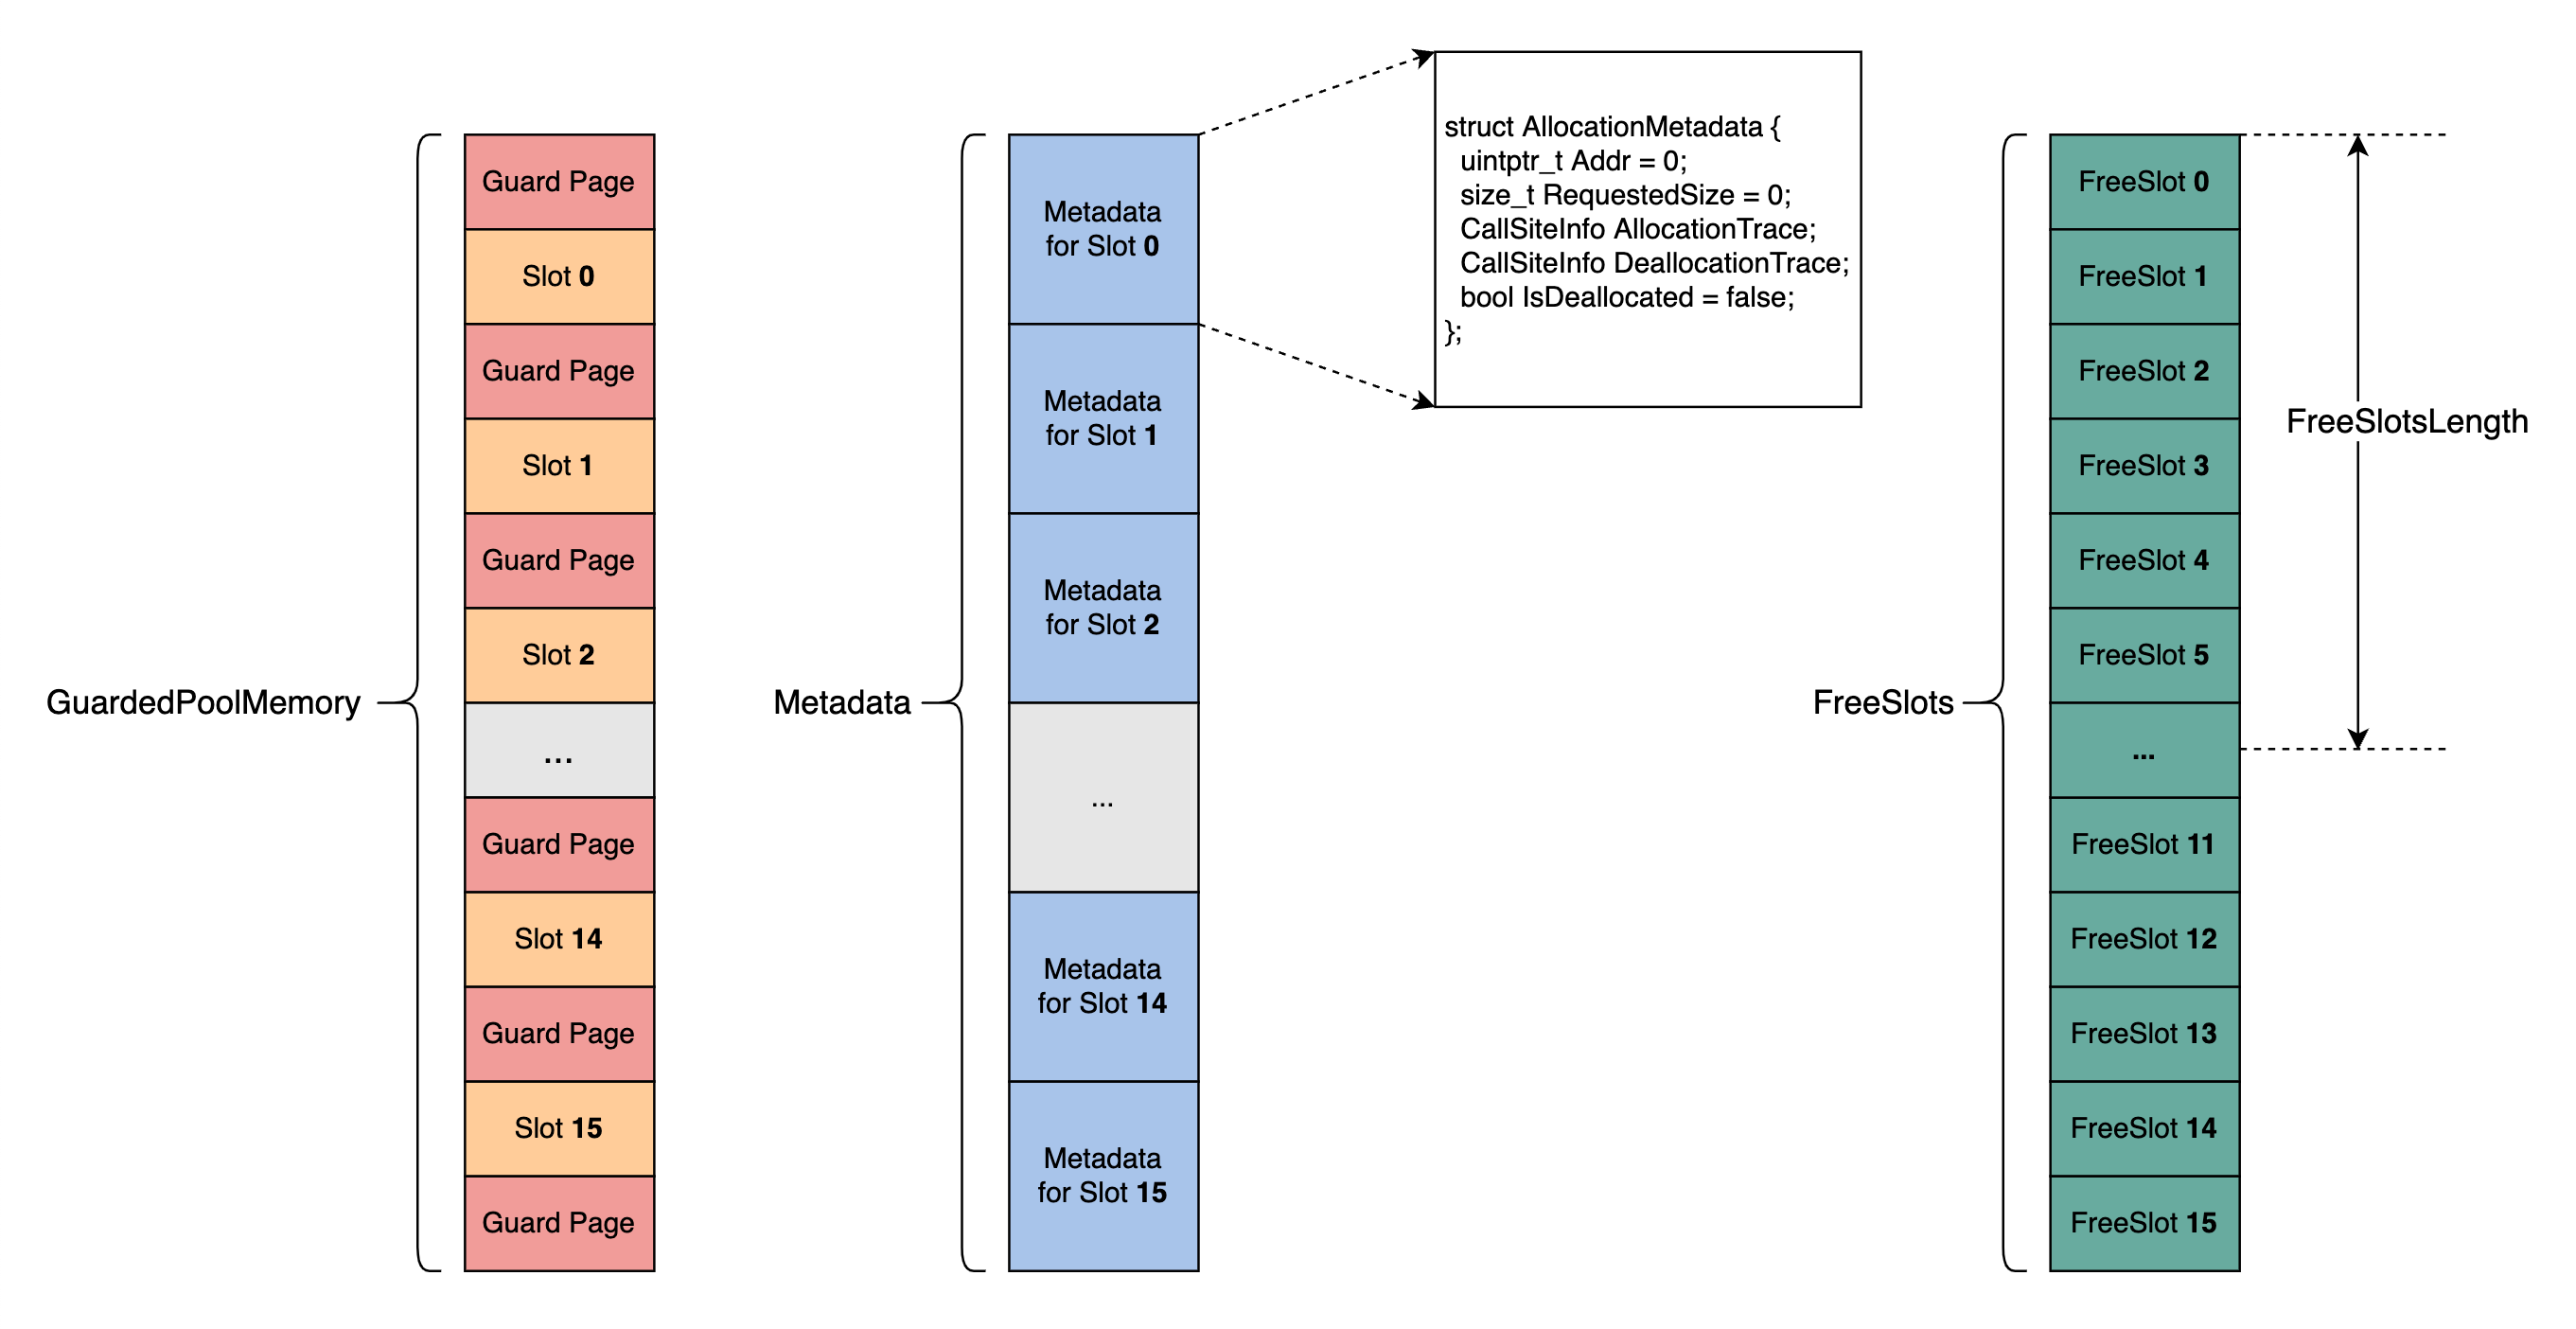 GuardedPoolMemory
Guard Page
Slot 0
Guard Page
Slot 1
Guard Page
Slot 2
...
Guard Page
Slot 14
Guard Page
Slot 15
Guard Page
Metadata
Metadata
for Slot 0
Metadata
for Slot 1
Metadata
for Slot 2
...
Metadata
for Slot 14
Metadata
for Slot 15
struct AllocationMetadata {
  uintptr_t Addr = 0;
  size_t RequestedSize = 0;
  CallSiteInfo AllocationTrace;
  CallSiteInfo DeallocationTrace;
  bool IsDeallocated = false;
};
FreeSlots
FreeSlot 0
FreeSlot 1
FreeSlot 2
FreeSlot 3
FreeSlot 4
FreeSlot 5
...
FreeSlot 11
FreeSlot 12
FreeSlot 13
FreeSlot 14
FreeSlot 15
FreeSlotsLength